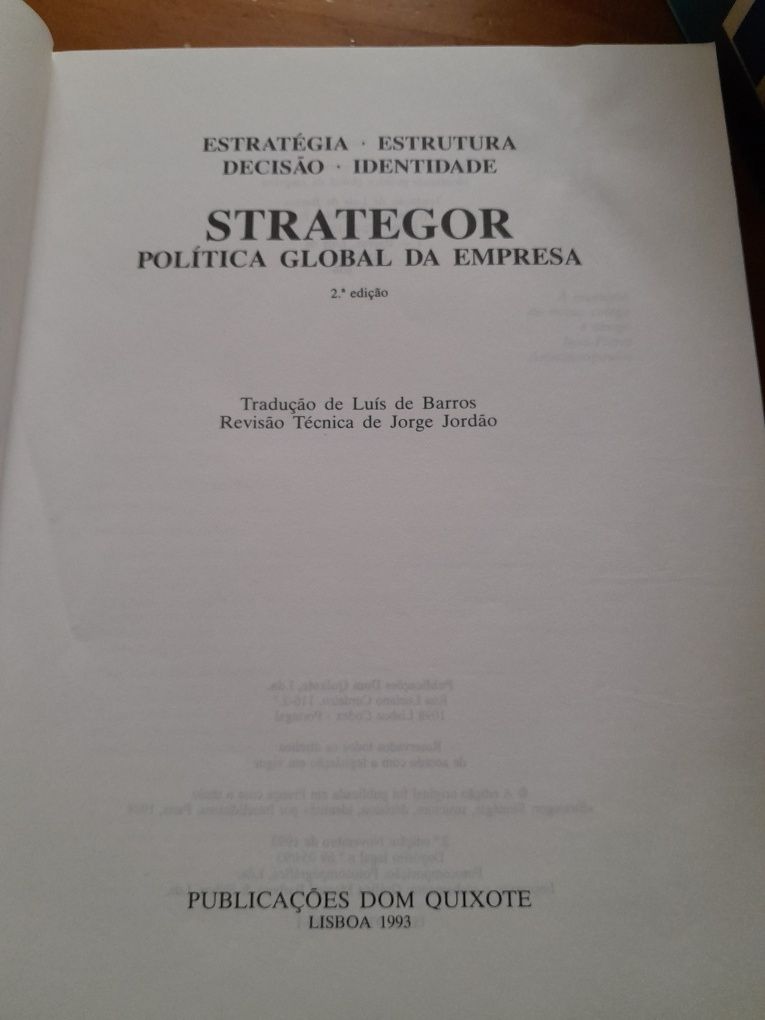 ESTRATÉGIA · ESTRUTURA
DECISÃO · IDENTIDADE
STRATEGOR
POLÍTICA GLOBAL DA EMPRESA
2.ª edição
Tradução de Luís de Barros
Revisão Técnica de Jorge Jordão
PUBLICAÇÕES DOM QUIXOTE
LISBOA 1993